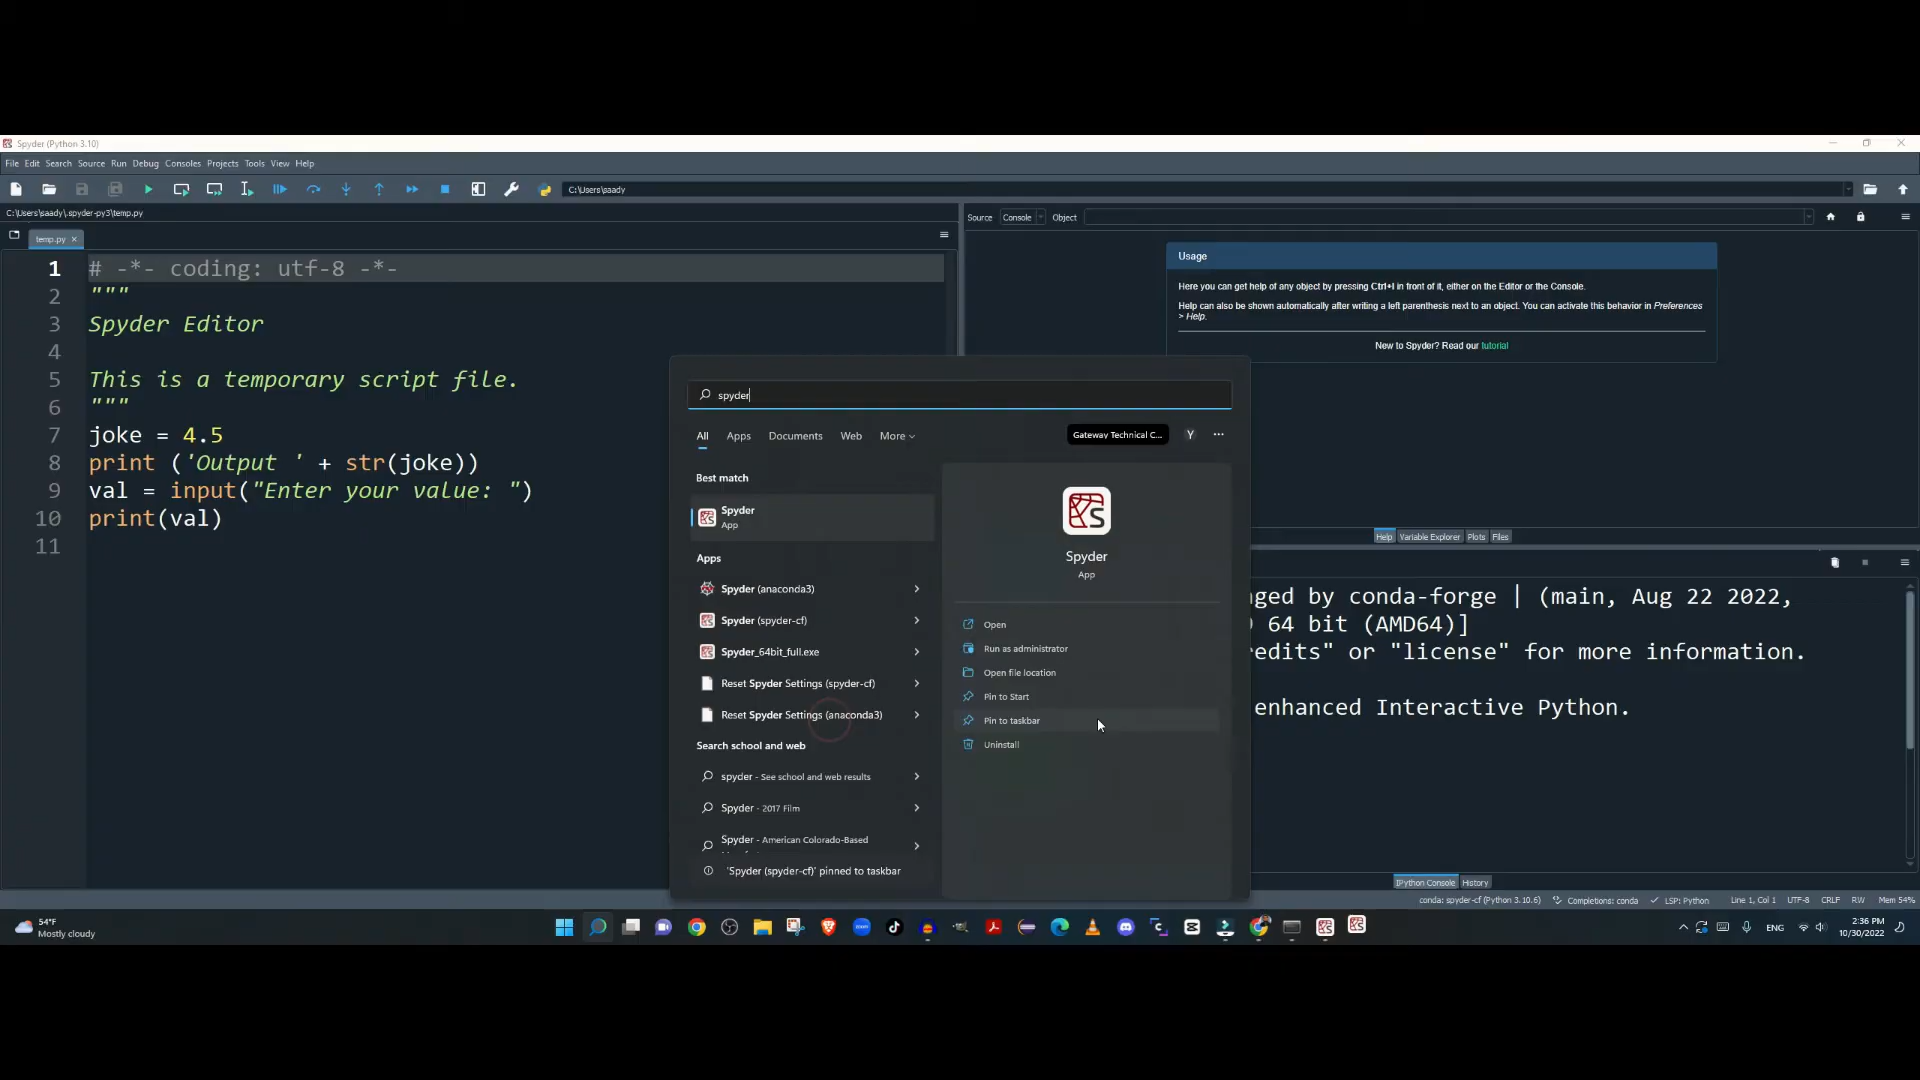 Spyder (Python 3.10)
File Edit Search Source Run Debug Consoles Projects Tools View Help
C:\Users\saady
C:\Users\saady\.spyder-py3\temp.py
temp.py
1 # -*- coding: utf-8 -*-
2 """
3 Spyder Editor
4
5 This is a temporary script file.
6 """
7 joke = 4.5
8 print ('Output ' + str(joke))
9 val = input("Enter your value: ")
10 print(val)
11
Source Console Object
Usage
Here you can get help of any object by pressing Ctrl+I in front of it, either on the Editor or the Console.
Help can also be shown automatically after writing a left parenthesis next to an object. You can activate this behavior in Preferences
> Help.
New to Spyder? Read our tutorial
Help Variable Explorer Plots Files
spyder
All Apps Documents Web More
Gateway Technical C... Y
Best match
Spyder
App
Apps
Spyder (anaconda3)
Spyder (spyder-cf)
Spyder_64bit_full.exe
Reset Spyder Settings (spyder-cf)
Reset Spyder Settings (anaconda3)
Search school and web
spyder - See school and web results
Spyder - 2017 Film
Spyder - American Colorado-Based
'Spyder (spyder-cf)' pinned to taskbar
Spyder
App
Open
Run as administrator
Open file location
Pin to Start
Pin to taskbar
Uninstall
ged by conda-forge | (main, Aug 22 2022,
64 bit (AMD64)]
edits" or "license" for more information.
enhanced Interactive Python.
IPython Console History
conda: spyder-cf (Python 3.10.6) Completions: conda LSP: Python Line 1, Col 1 UTF-8 CRLF RW Mem 54%
54°F
Mostly cloudy
zoom
ENG
2:36 PM
10/30/2022